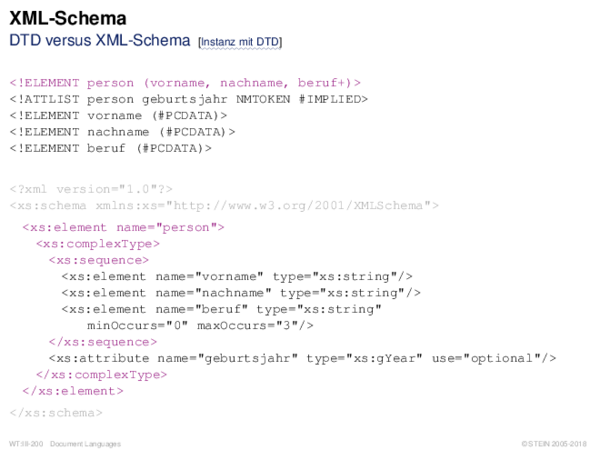 XML-Schema
DTD versus XML-Schema [Instanz mit DTD]
<!ELEMENT person (vorname, nachname, beruf+)>
<!ATTLIST person geburtsjahr NMTOKEN #IMPLIED>
<!ELEMENT vorname (#PCDATA)>
<!ELEMENT nachname (#PCDATA)>
<!ELEMENT beruf (#PCDATA)>
<?xml version="1.0"?>
<xs:schema xmlns:xs="http://www.w3.org/2001/XMLSchema">
<xs:element name="person">
<xs:complexType>
<xs:sequence>
<xs:element name="vorname" type="xs:string"/>
<xs:element name="nachname" type="xs:string"/>
<xs:element name="beruf" type="xs:string"
minOccurs="0" maxOccurs="3"/>
</xs:sequence>
<xs:attribute name="geburtsjahr" type="xs:gYear" use="optional"/>
</xs:complexType>
</xs:element>
</xs:schema>
WT:III-200 Document Languages
© STEIN 2005-2018